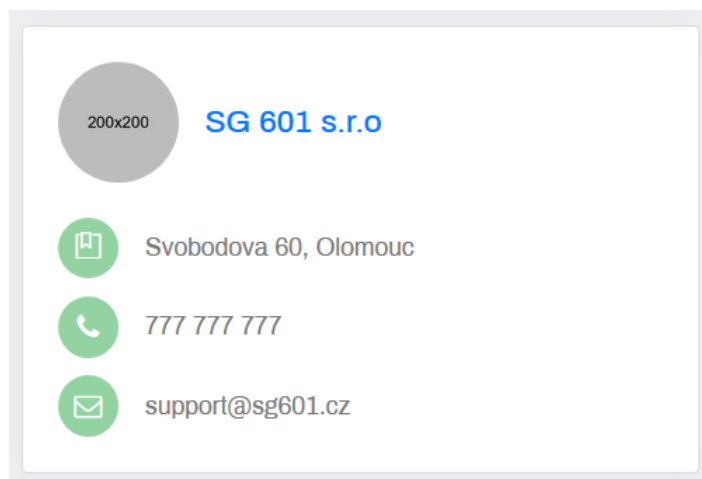 200x200
SG 601 s.r.o
Svobodova 60, Olomouc
777 777 777
support@sg601.cz